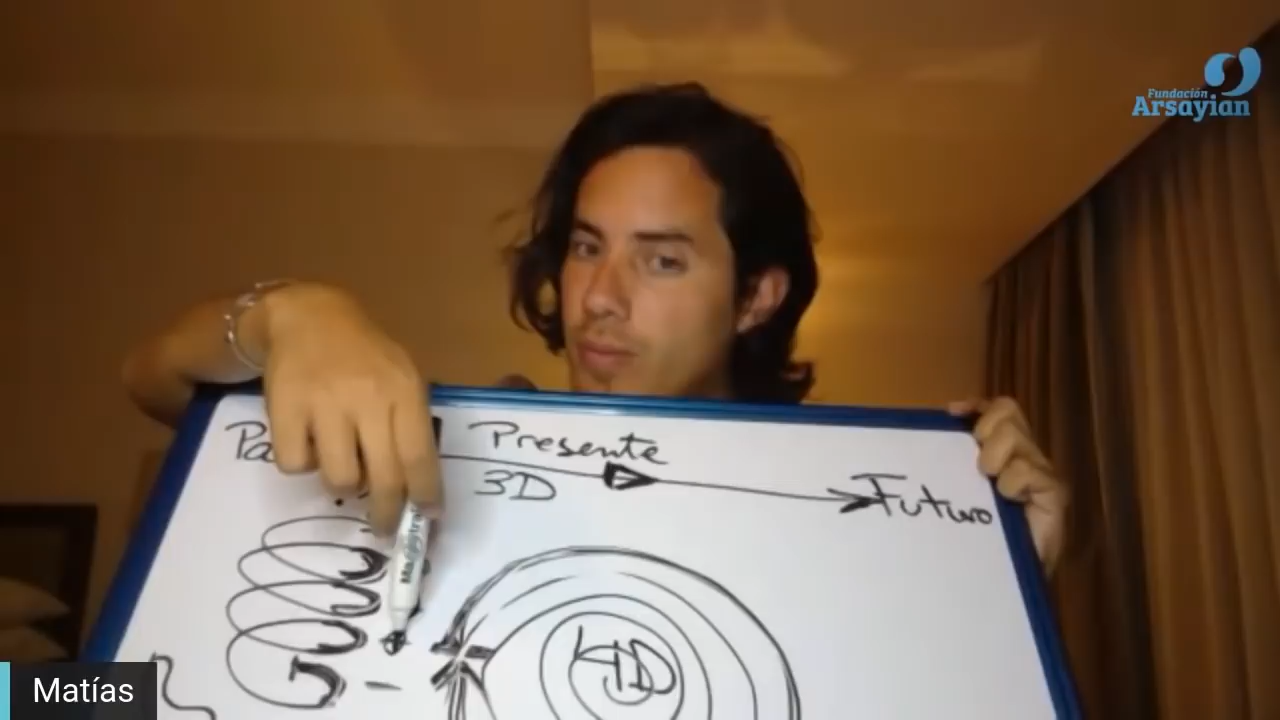 Fundación
Arsayian
Presente
3D
Futuro
4D
Matías